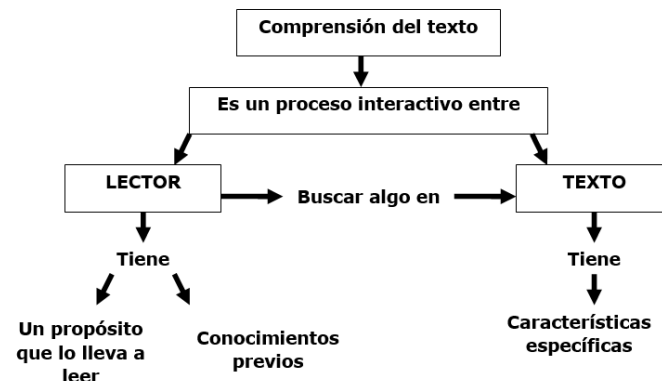 Comprensión del texto
Es un proceso interactivo entre
LECTOR
Buscar algo en
TEXTO
Tiene
Tiene
Un propósito
que lo lleva a
leer
Conocimientos
previos
Características
específicas